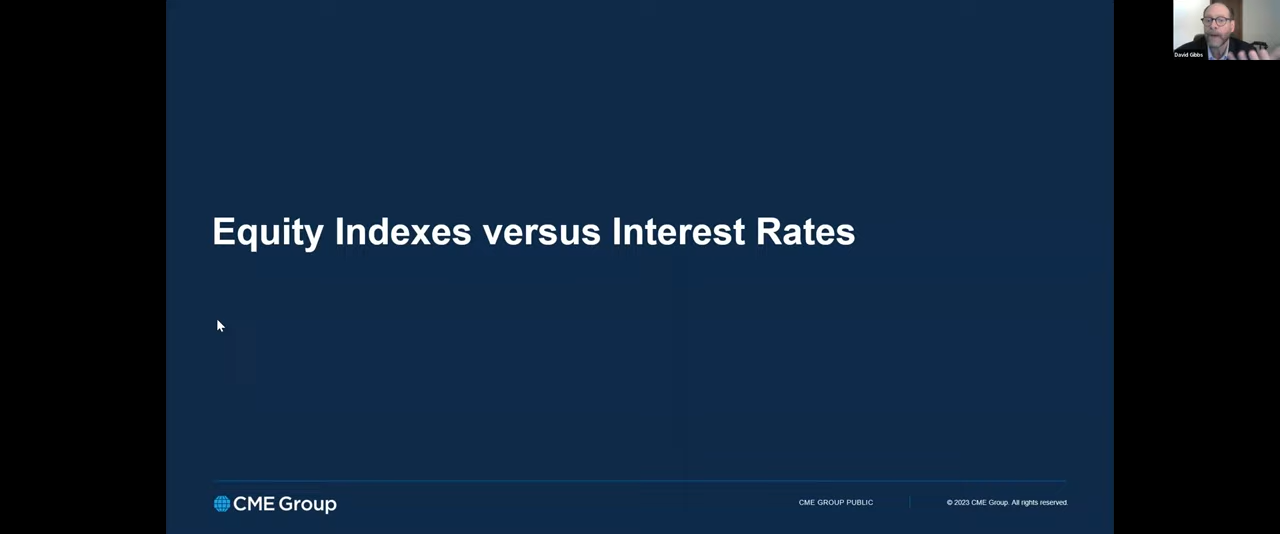 David Gibbs
Equity Indexes versus Interest Rates
CME Group
CME GROUP PUBLIC
© 2023 CME Group. All rights reserved.